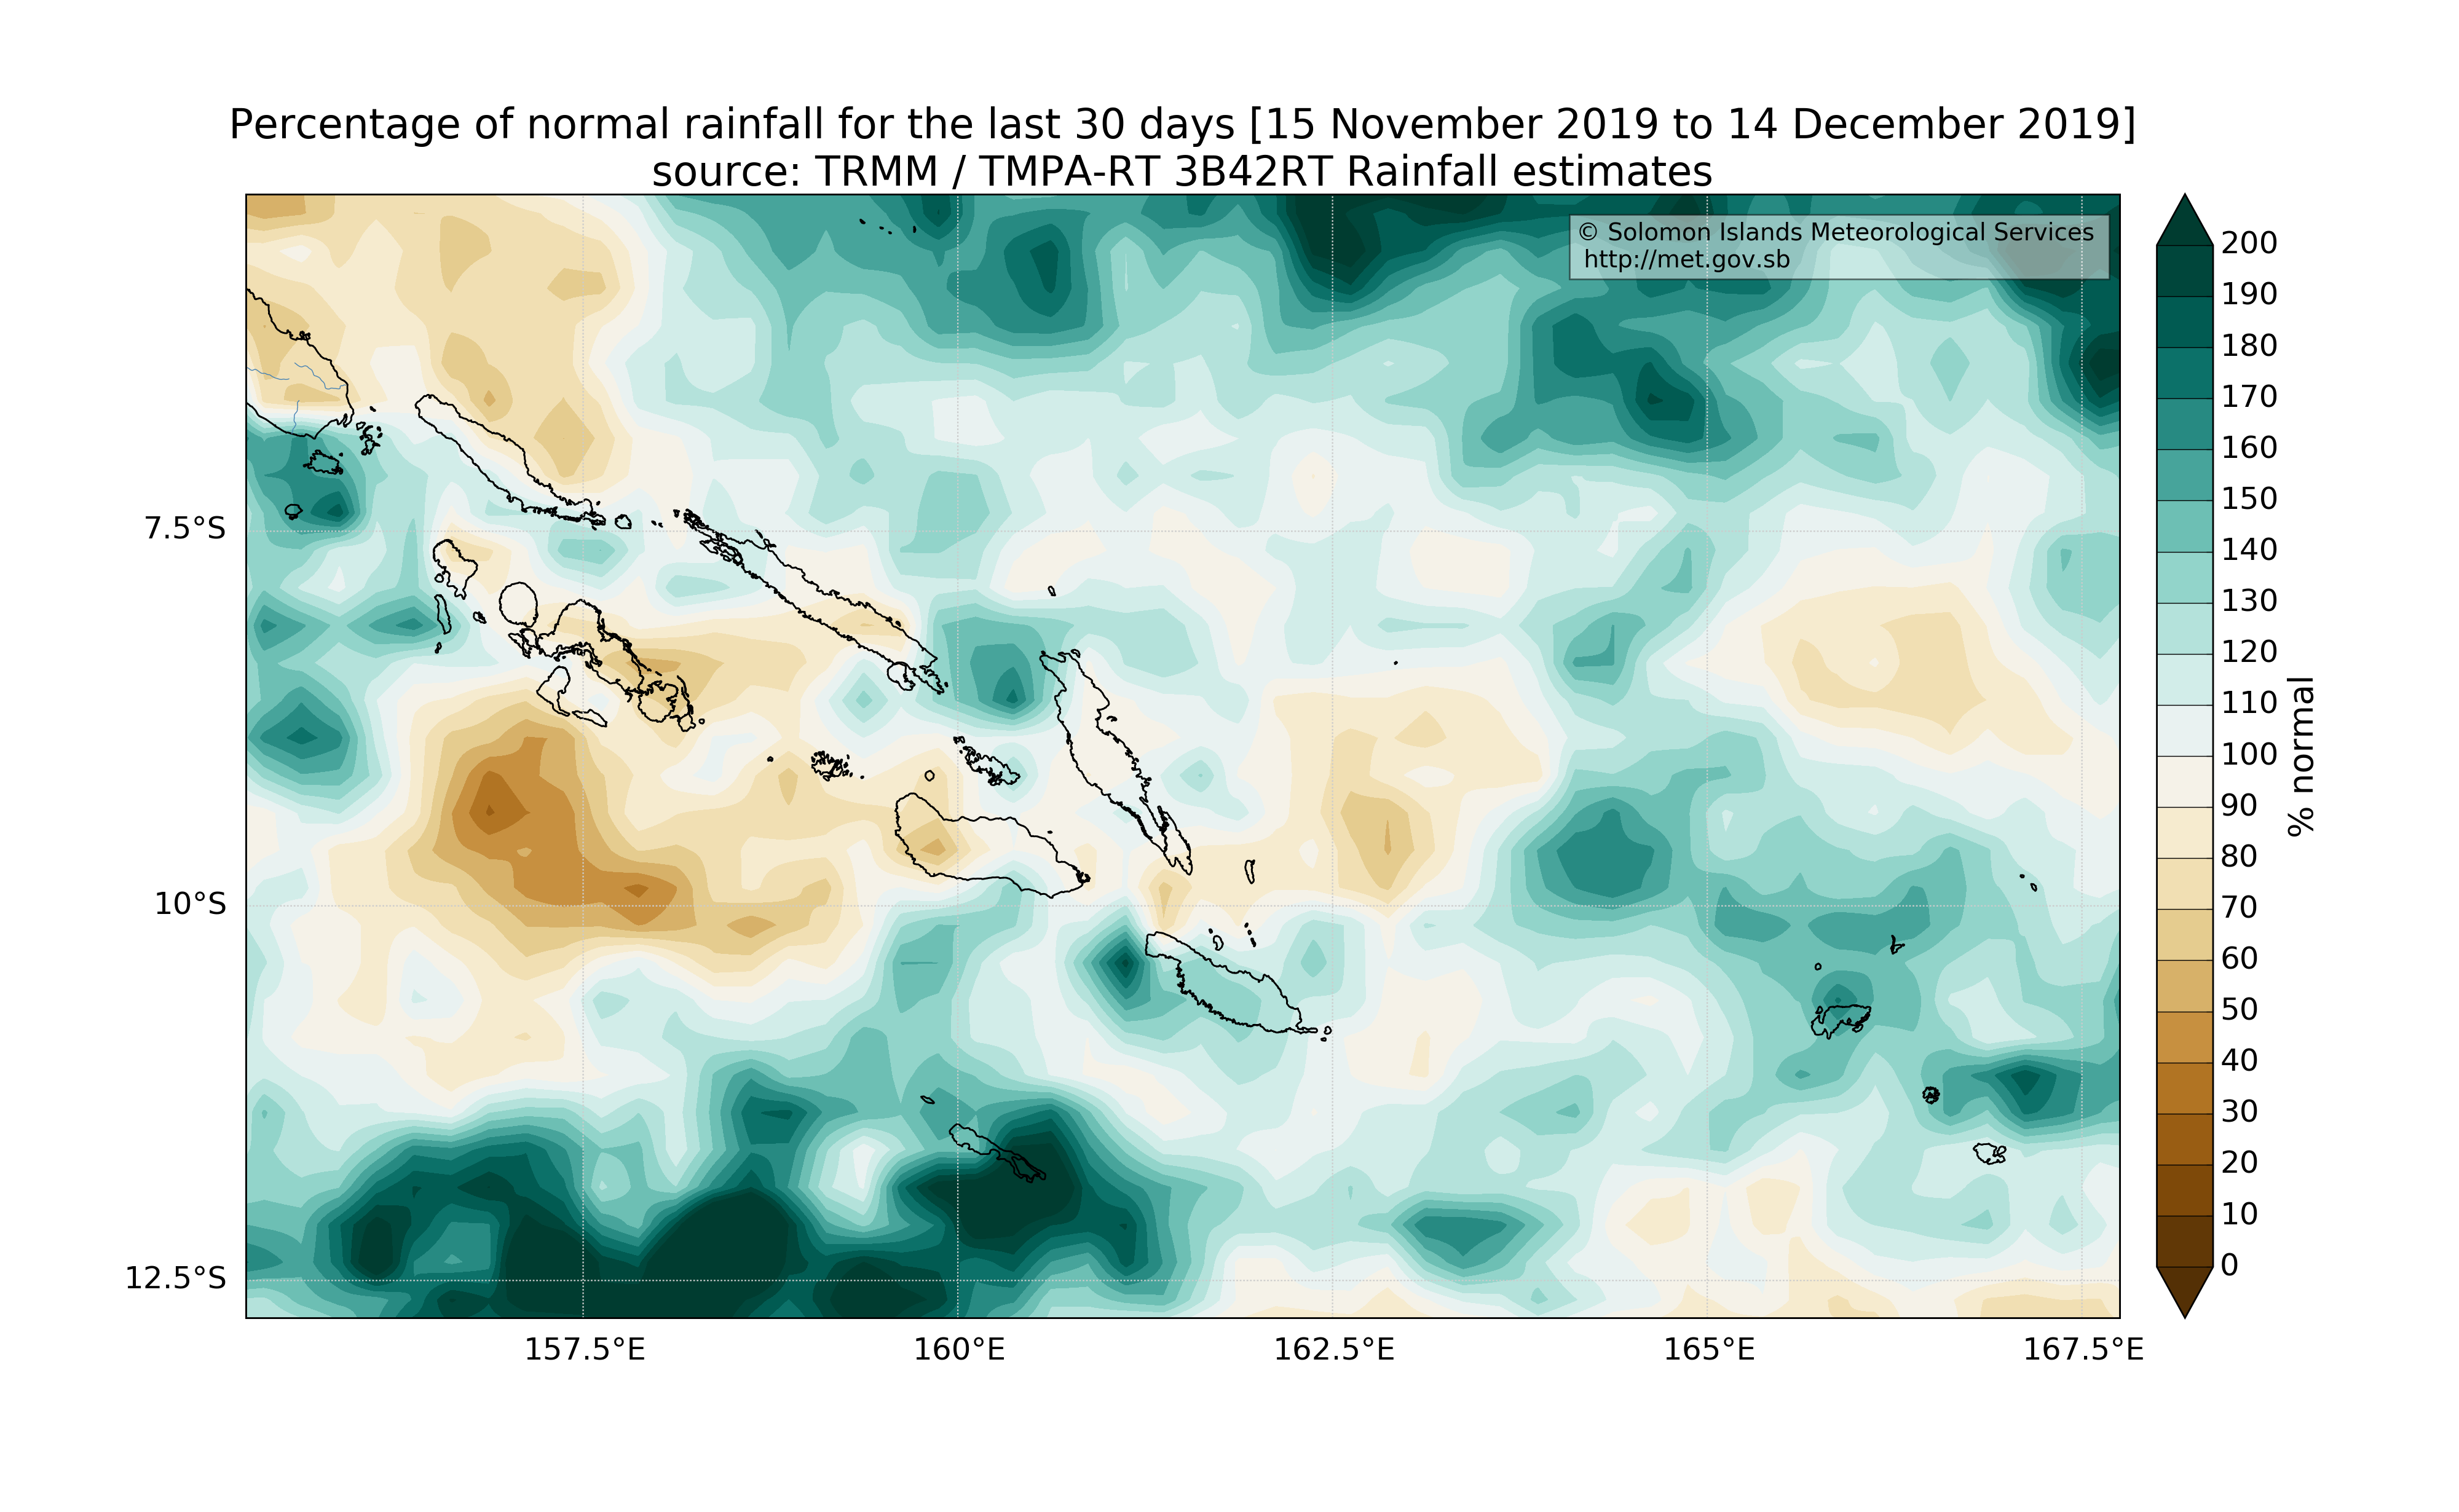 Percentage of normal rainfall for the last 30 days [15 November 2019 to 14 December 2019]
source: TRMM / TMPA-RT 3B42RT Rainfall estimates
© Solomon Islands Meteorological Services
http://met.gov.sb
7.5°S
10°S
12.5°S
157.5°E
160°E
162.5°E
165°E
167.5°E
200
190
180
170
160
150
140
130
120
110
100
90
80
70
60
50
40
30
20
10
0
% normal